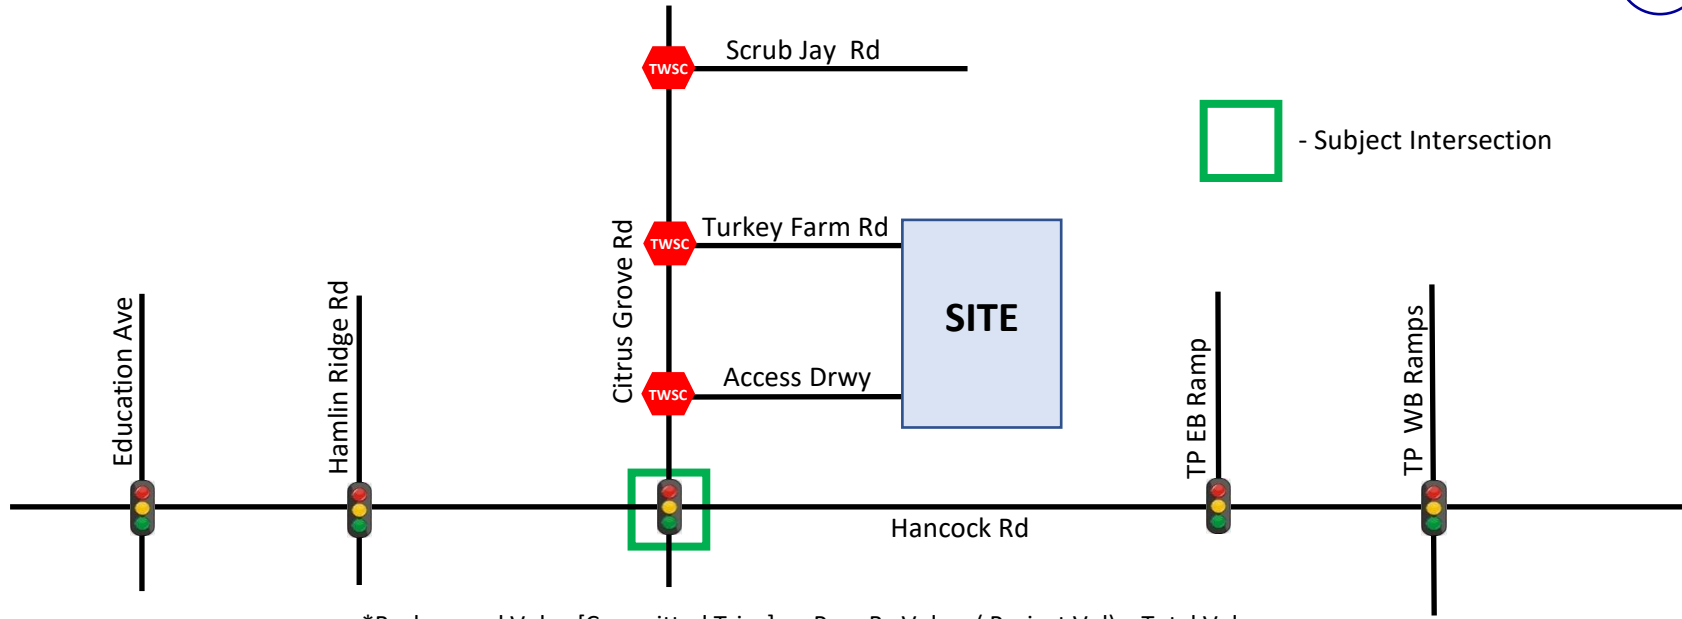 TWSC
Scrub Jay Rd
- Subject Intersection
TWSC
Turkey Farm Rd
Citrus Grove Rd
SITE
TWSC
Access Drwy
Education Ave
Hamlin Ridge Rd
TP EB Ramp
TP WB Ramps
Hancock Rd